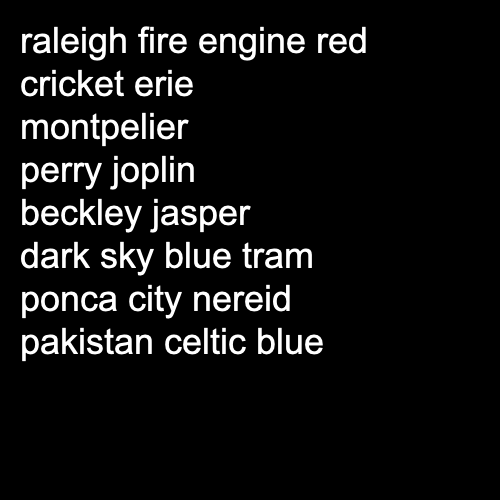 raleigh fire engine red
cricket erie
montpelier
perry joplin
beckley jasper
dark sky blue tram
ponca city nereid
pakistan celtic blue